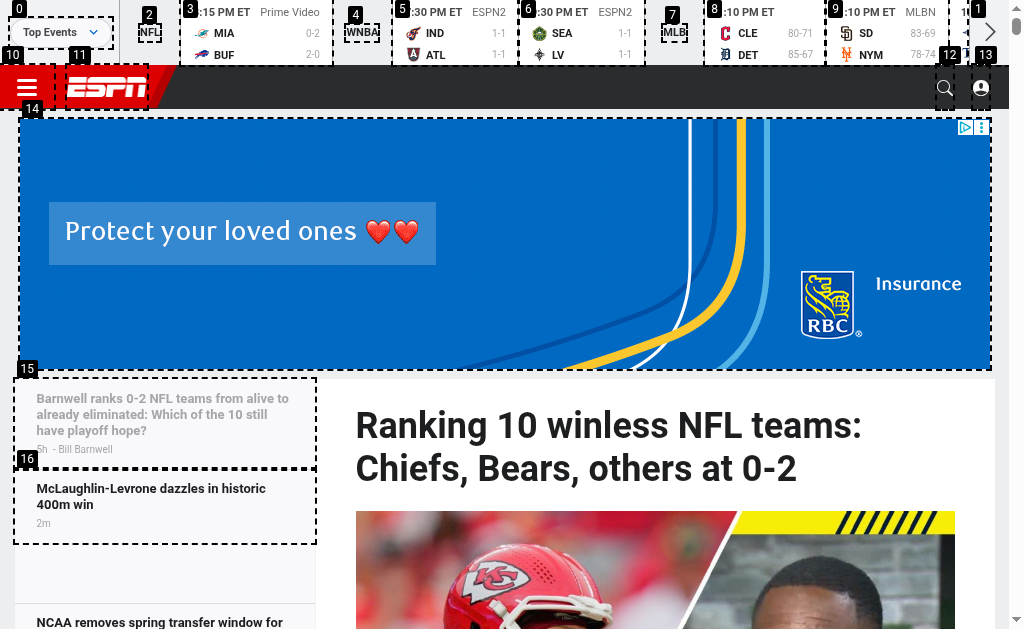 0
Top Events
2
NFL
3
:15 PM ET Prime Video
MIA 0-2
BUF 2-0
4
WNBA
5
:30 PM ET ESPN2
IND 1-1
ATL 1-1
6
:30 PM ET ESPN2
SEA 1-1
LV 1-1
7
MLB
8
:10 PM ET
CLE 80-71
DET 85-67
9
:10 PM ET MLBN
SD 83-69
NYM 78-74
1
10
11
ESPN
12
13
14
Protect your loved ones ❤️❤️
RBC
®
Insurance
15
Barnwell ranks 0-2 NFL teams from alive to
already eliminated: Which of the 10 still
have playoff hope?
h - Bill Barnwell
16
McLaughlin-Levrone dazzles in historic
400m win
2m
NCAA removes spring transfer window for
Ranking 10 winless NFL teams:
Chiefs, Bears, others at 0-2
KC